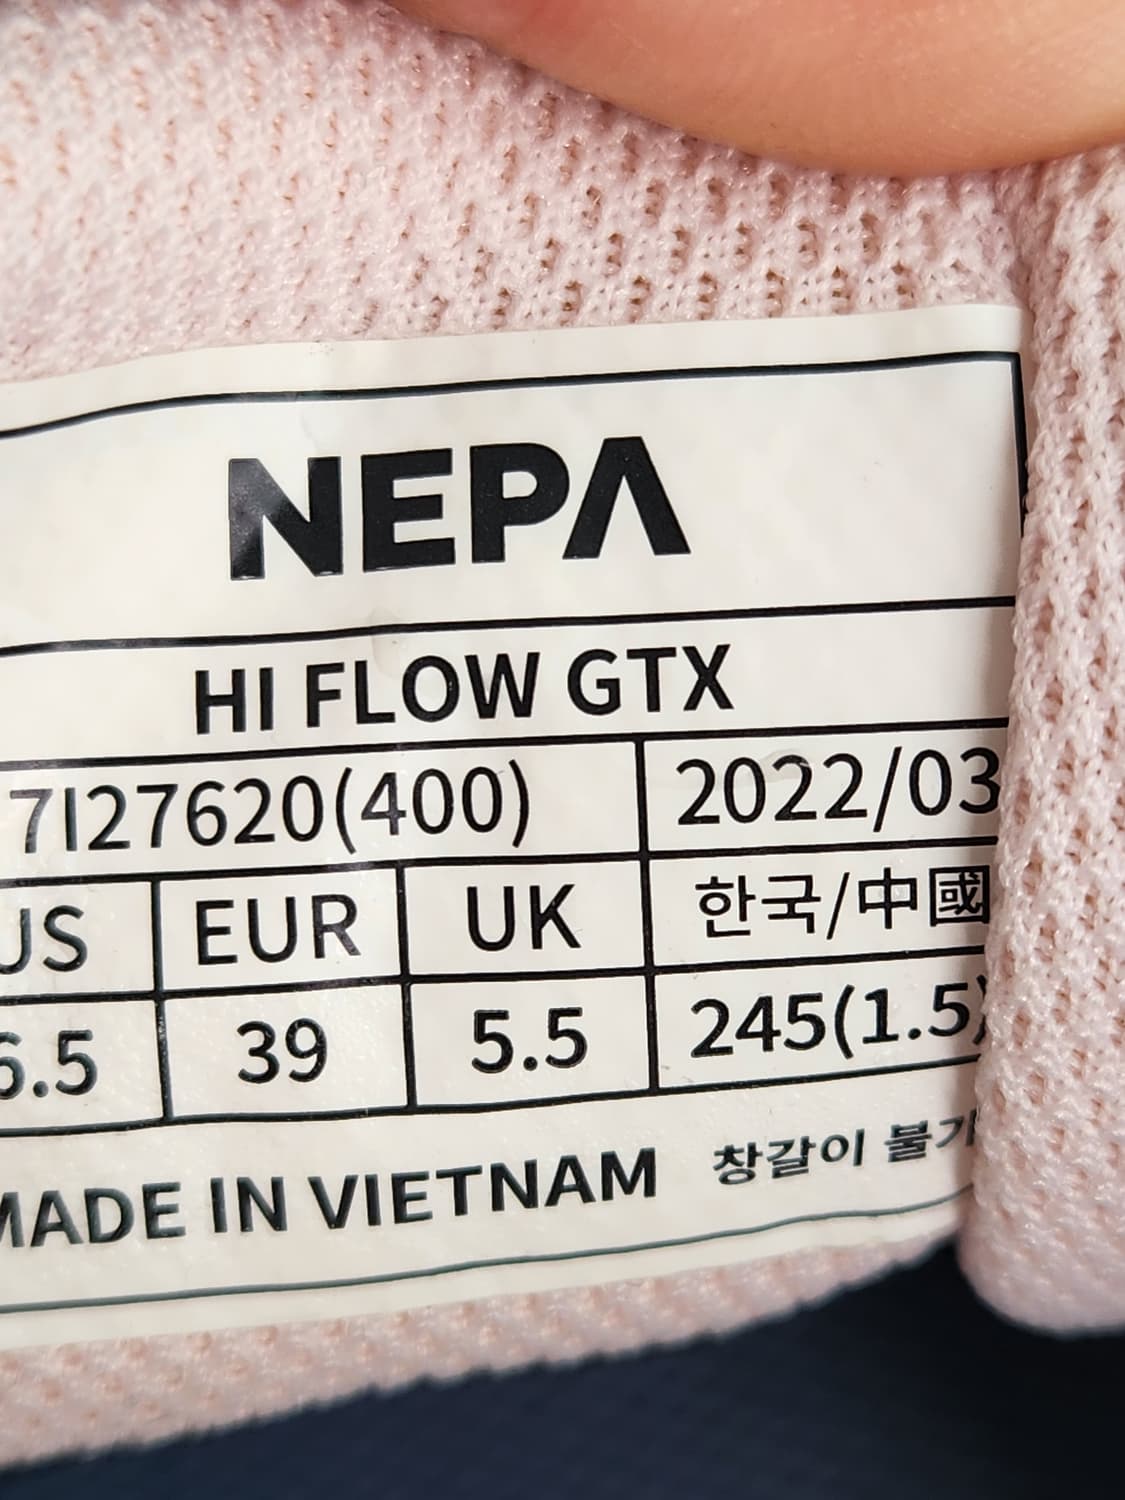 NEPA
HI FLOW GTX
7I27620(400) 2022/03
US EUR UK 한국/中國
6.5 39 5.5 245(1.5)
MADE IN VIETNAM 창갈이 불가